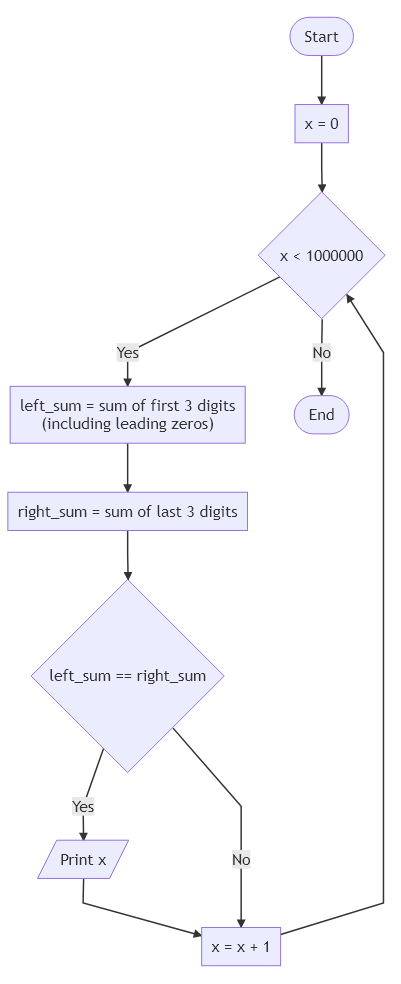 Start
x = 0
x < 1000000
Yes
No
left_sum = sum of first 3 digits
(including leading zeros)
End
right_sum = sum of last 3 digits
left_sum == right_sum
Yes
Print x
No
x = x + 1